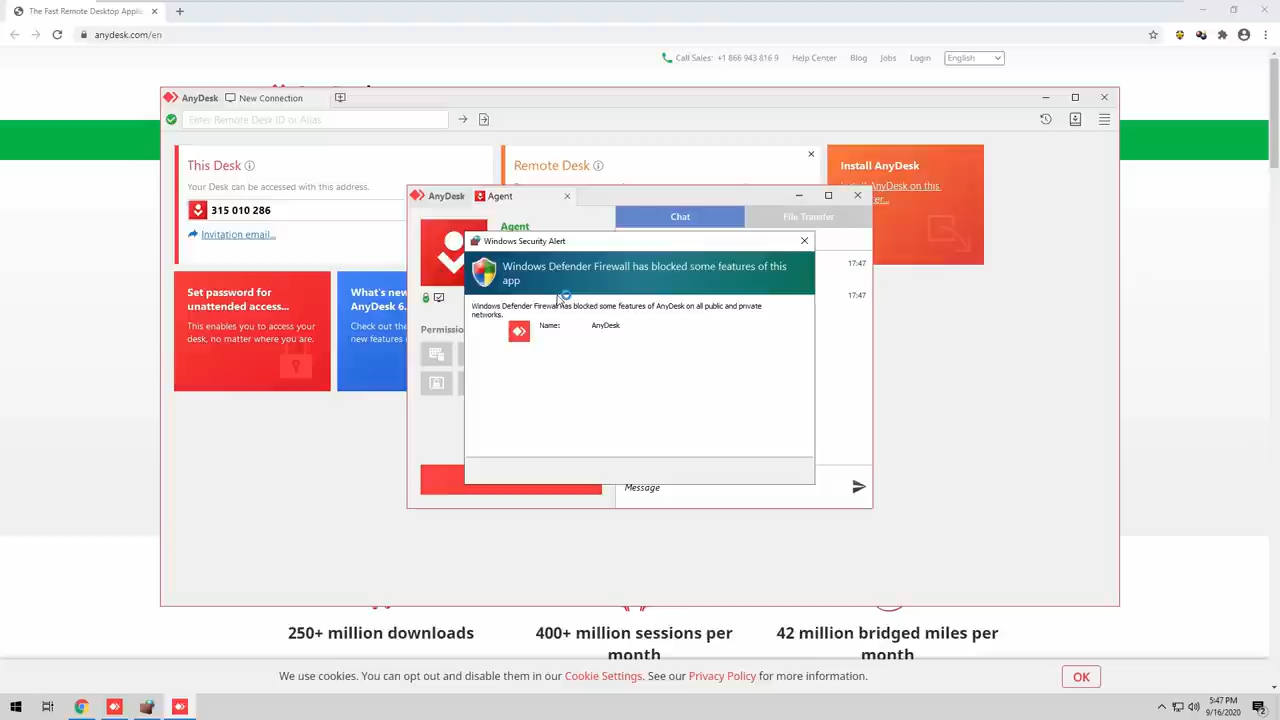 The Fast Remote Desktop Applic
anydesk.com/en
Call Sales: +1 866 943 816 9
Help Center
Blog
Jobs
Login
English
AnyDesk
New Connection
Enter Remote Desk ID or Alias
This Desk
Your Desk can be accessed with this address.
315 010 286
Invitation email...
Remote Desk
Install AnyDesk
AnyDesk on this
Set password for
unattended access...
This enables you to access your
desk, no matter where you are.
What's new
AnyDesk 6.
Check out the
new features
AnyDesk
Agent
Agent
Chat
File Transfer
17:47
17:47
Permissio
Message
Windows Security Alert
Windows Defender Firewall has blocked some features of this
app
Windows Defender Firewall has blocked some features of AnyDesk on all public and private
networks.
Name:
AnyDesk
250+ million downloads
400+ million sessions per
month
42 million bridged miles per
month
We use cookies. You can opt out and disable them in our Cookie Settings. See our Privacy Policy for more information.
OK
5:47 PM
9/16/2020
2